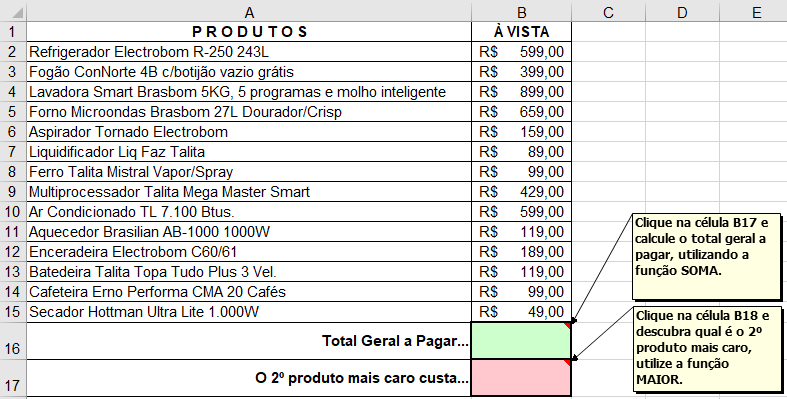 A B C D E
1 P R O D U T O S À VISTA
2 Refrigerador Electrobom R-250 243L R$ 599,00
3 Fogão ConNorte 4B c/botijão vazio grátis R$ 399,00
4 Lavadora Smart Brasbom 5KG, 5 programas e molho inteligente R$ 899,00
5 Forno Microondas Brasbom 27L Dourador/Crisp R$ 659,00
6 Aspirador Tornado Electrobom R$ 159,00
7 Liquidificador Liq Faz Talita R$ 89,00
8 Ferro Talita Mistral Vapor/Spray R$ 99,00
9 Multiprocessador Talita Mega Master Smart R$ 429,00
10 Ar Condicionado TL 7.100 Btus. R$ 599,00
11 Aquecedor Brasilian AB-1000 1000W R$ 119,00
12 Enceradeira Electrobom C60/61 R$ 189,00
13 Batedeira Talita Topa Tudo Plus 3 Vel. R$ 119,00
14 Cafeteira Erno Performa CMA 20 Cafés R$ 99,00
15 Secador Hottman Ultra Lite 1.000W R$ 49,00
16 Total Geral a Pagar...
17 O 2º produto mais caro custa...
Clique na célula B17 e
calcule o total geral a
pagar, utilizando a
função SOMA.
Clique na célula B18 e
descubra qual é o 2º
produto mais caro,
utilize a função
MAIOR.